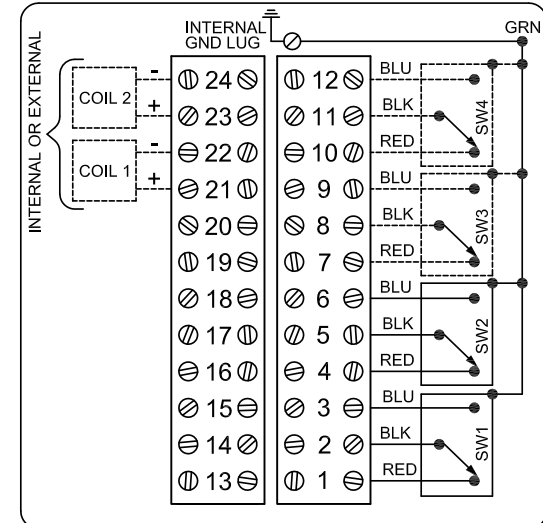 INTERNAL
GND LUG
GRN
INTERNAL OR EXTERNAL
COIL 2
-
+
COIL 1
-
+
24
23
22
21
20
19
18
17
16
15
14
13
12
11
10
9
8
7
6
5
4
3
2
1
BLU
BLK
RED
SW4
BLU
BLK
RED
SW3
BLU
BLK
RED
SW2
BLU
BLK
RED
SW1